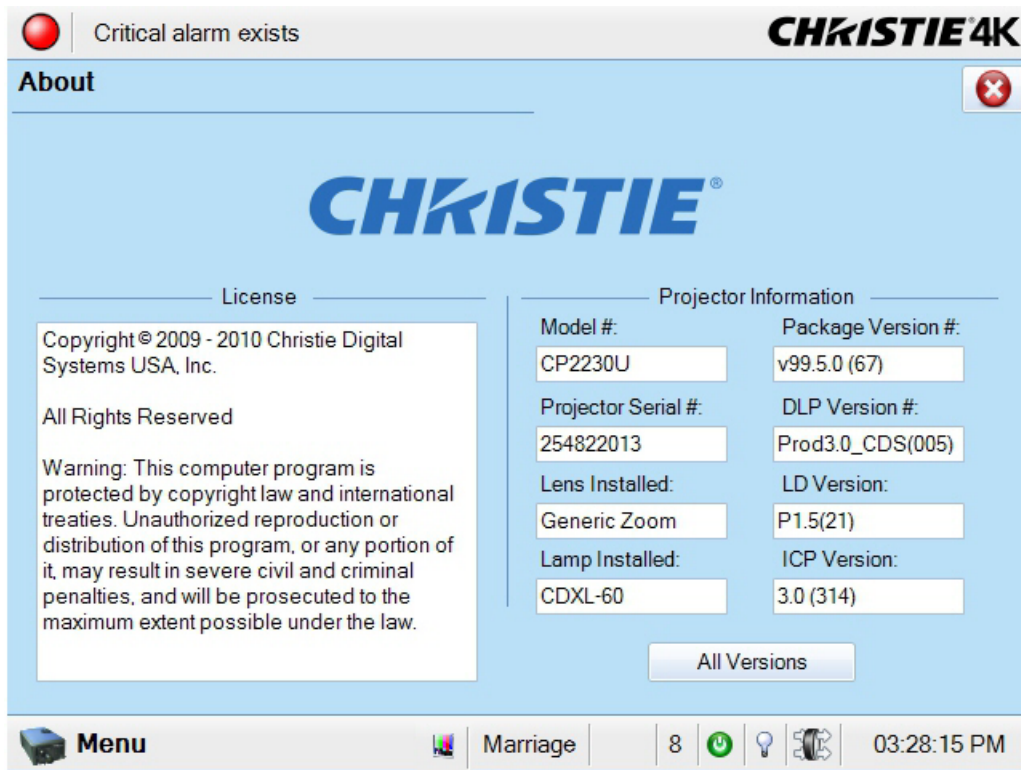 Critical alarm exists
CHRISTIE 4K
About
CHRISTIE®
License
Copyright © 2009 - 2010 Christie Digital
Systems USA, Inc.
All Rights Reserved
Warning: This computer program is
protected by copyright law and international
treaties. Unauthorized reproduction or
distribution of this program, or any portion of
it, may result in severe civil and criminal
penalties, and will be prosecuted to the
maximum extent possible under the law.
Projector Information
Model #: Package Version #:
CP2230U v99.5.0 (67)
Projector Serial #: DLP Version #:
254822013 Prod3.0_CDS(005)
Lens Installed: LD Version:
Generic Zoom P1.5(21)
Lamp Installed: ICP Version:
CDXL-60 3.0 (314)
All Versions
Menu Marriage 8 03:28:15 PM